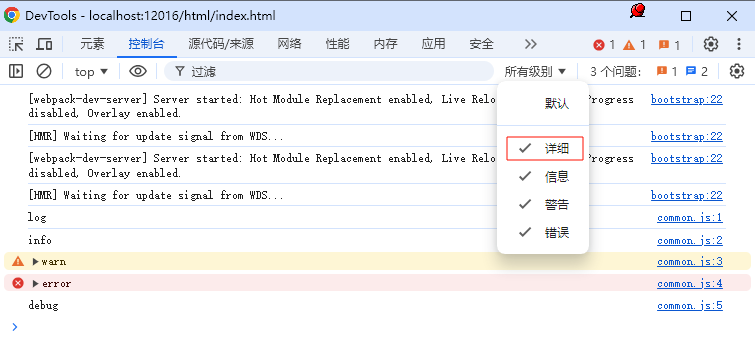 DevTools - localhost:12016/html/index.html
元素 控制台 源代码/来源 网络 性能 内存 应用 安全 1 1 1
top 过滤 所有级别 3 个问题: 1 2
默认
详细
信息
警告
错误
[webpack-dev-server] Server started: Hot Module Replacement enabled, Live Relo Progress bootstrap:22
disabled, Overlay enabled.
[HMR] Waiting for update signal from WDS... bootstrap:22
[webpack-dev-server] Server started: Hot Module Replacement enabled, Live Relo Progress bootstrap:22
disabled, Overlay enabled.
[HMR] Waiting for update signal from WDS... bootstrap:22
log common.js:1
info common.js:2
warn common.js:3
error common.js:4
debug common.js:5